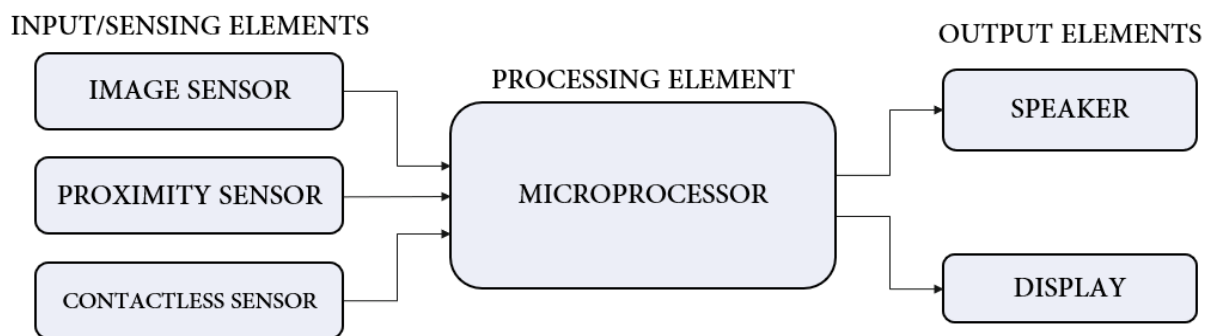 INPUT/SENSING ELEMENTS
IMAGE SENSOR
PROXIMITY SENSOR
CONTACTLESS SENSOR
PROCESSING ELEMENT
MICROPROCESSOR
OUTPUT ELEMENTS
SPEAKER
DISPLAY